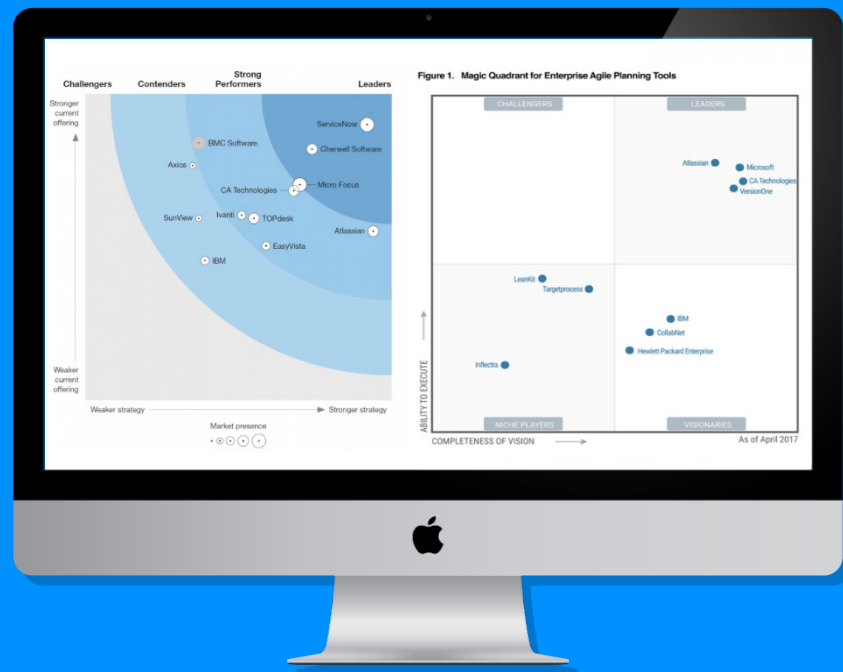 Challengers
Contenders
Strong
Performers
Leaders
Stronger
current
offering
ServiceNow
BMC Software
Cherwell Software
Axios
CA Technologies
Micro Focus
SunView
Ivanti
TOPdesk
Atlassian
EasyVista
IBM
Weaker
current
offering
Weaker strategy
Stronger strategy
Market presence
Figure 1. Magic Quadrant for Enterprise Agile Planning Tools
CHALLENGERS
LEADERS
Atlassian
Microsoft
CA Technologies
VersionOne
LeanKit
Targetprocess
IBM
CollabNet
Hewlett Packard Enterprise
Inflectra
ABILITY TO EXECUTE
NICHE PLAYERS
VISIONARIES
COMPLETENESS OF VISION
As of April 2017